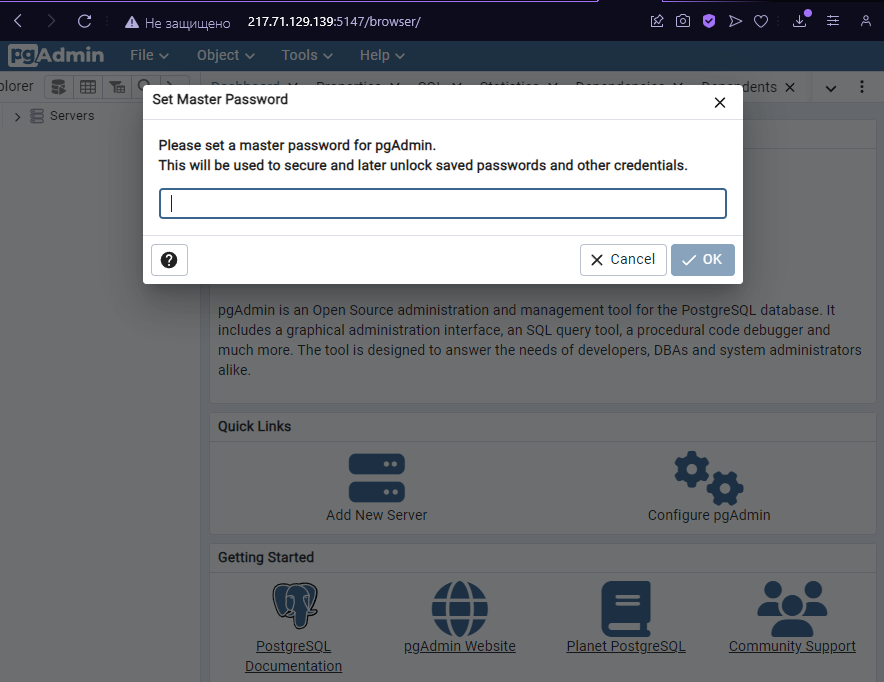 Не защищено 217.71.129.139:5147/browser/
pgAdmin File Object Tools Help
plorer Dashboard Properties SQL Statistics Dependencies Dependents
Servers
Set Master Password
Please set a master password for pgAdmin.
This will be used to secure and later unlock saved passwords and other credentials.
? Cancel OK
pgAdmin is an Open Source administration and management tool for the PostgreSQL database. It
includes a graphical administration interface, an SQL query tool, a procedural code debugger and
much more. The tool is designed to answer the needs of developers, DBAs and system administrators
alike.
Quick Links
Add New Server Configure pgAdmin
Getting Started
PostgreSQL
Documentation
pgAdmin Website
Planet PostgreSQL
Community Support